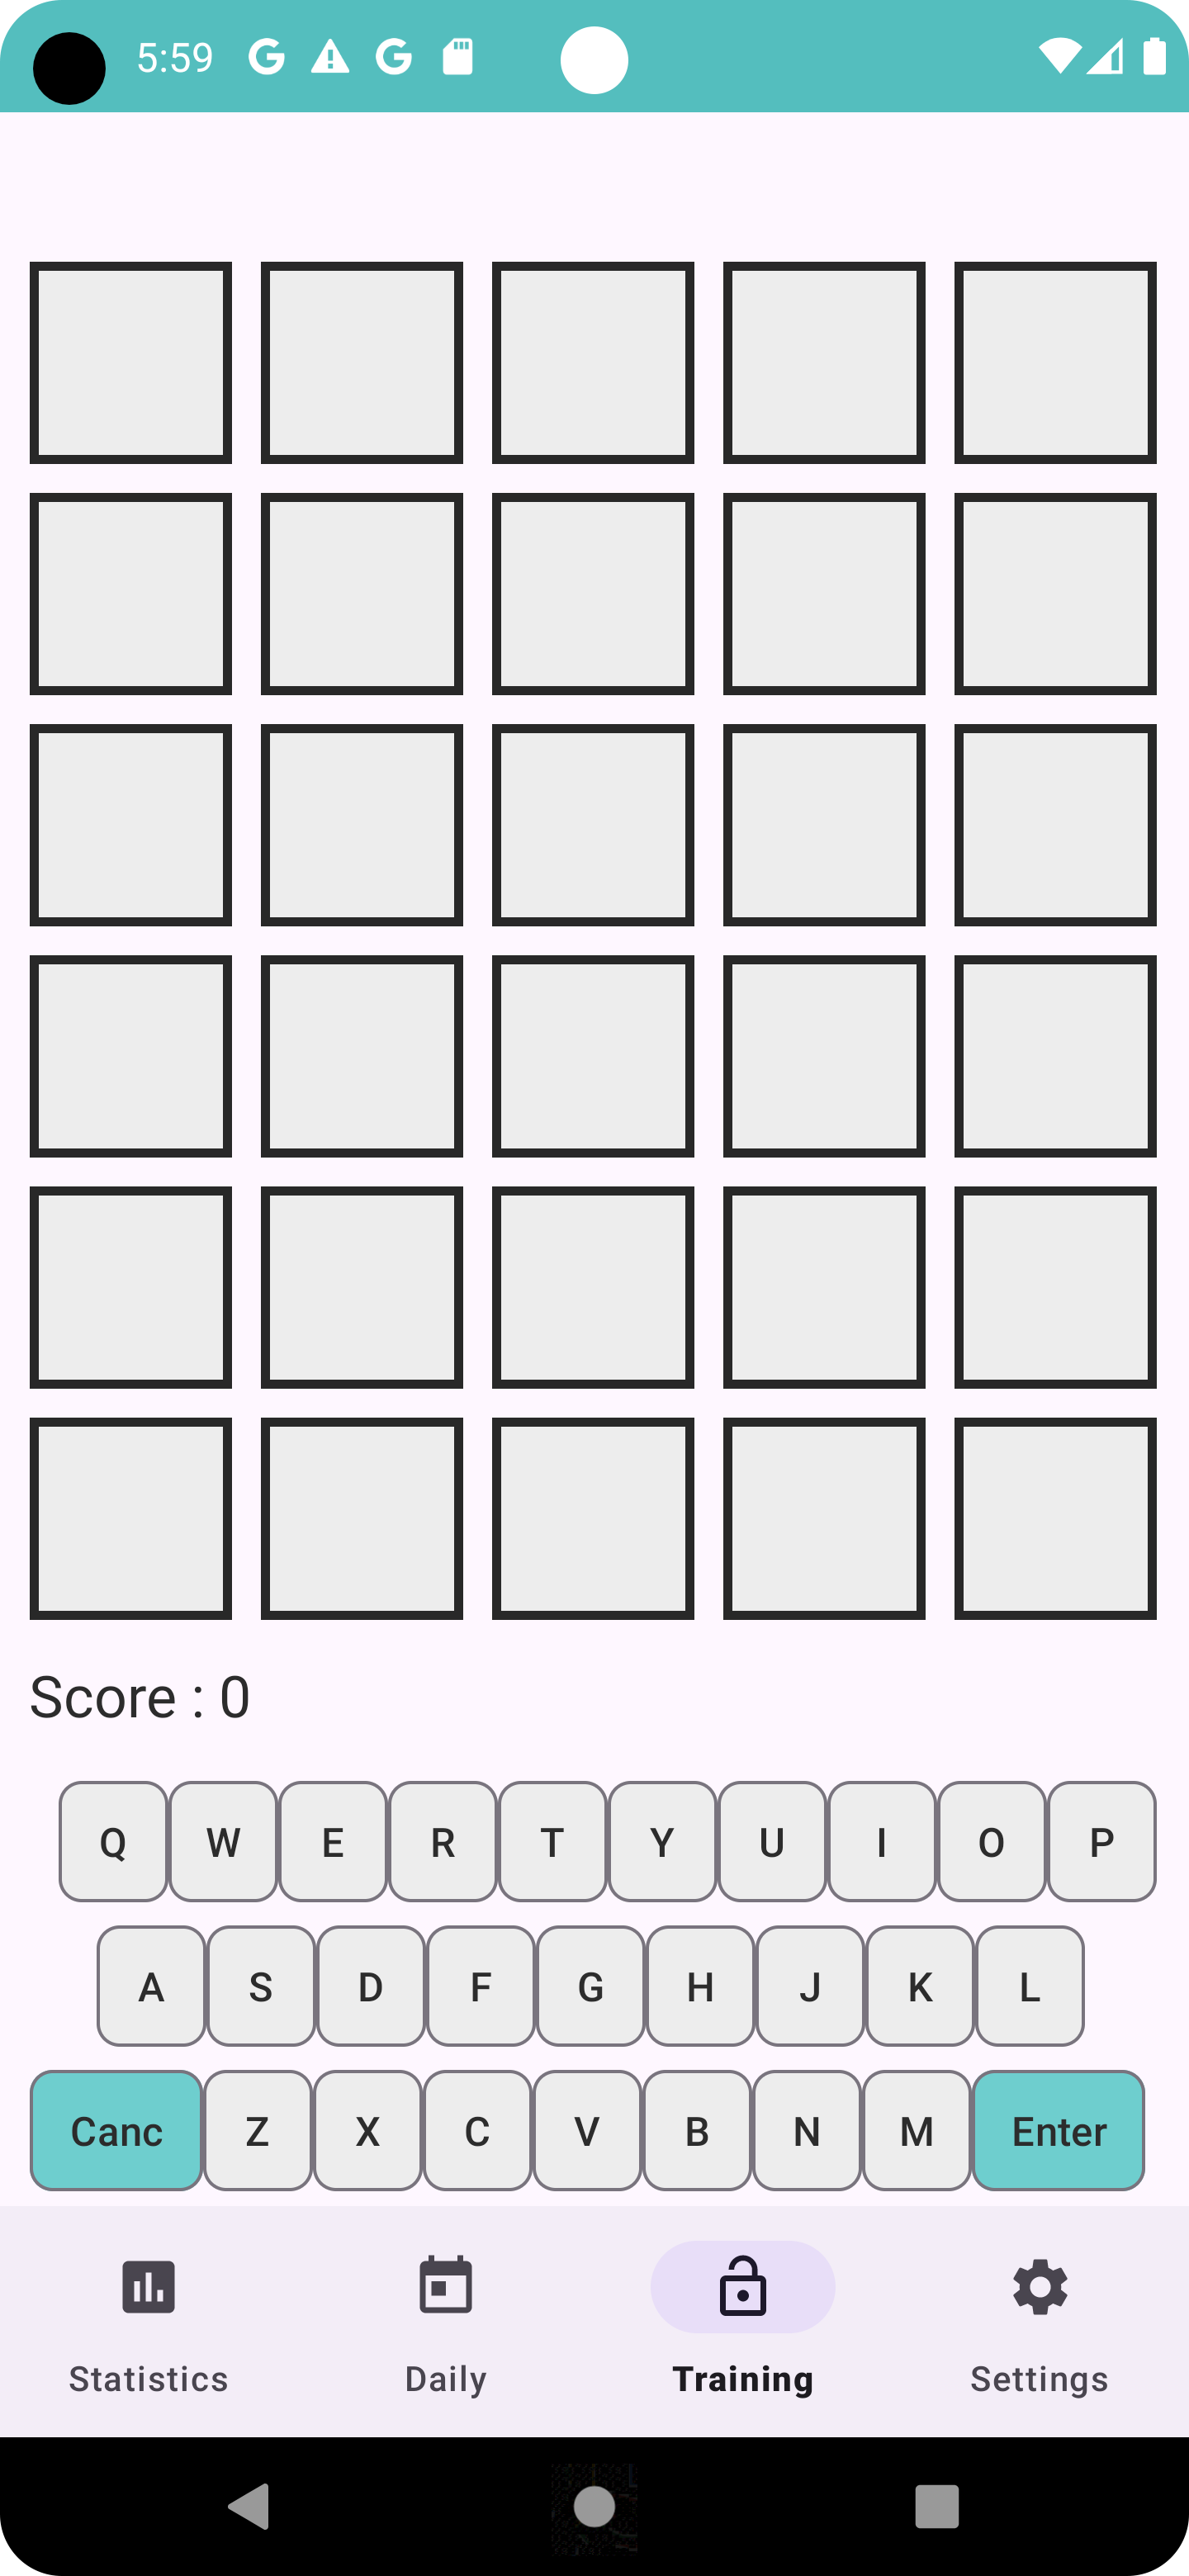 5:59
Score : 0
Q W E R T Y U I O P
A S D F G H J K L
Canc Z X C V B N M Enter
Statistics Daily Training Settings